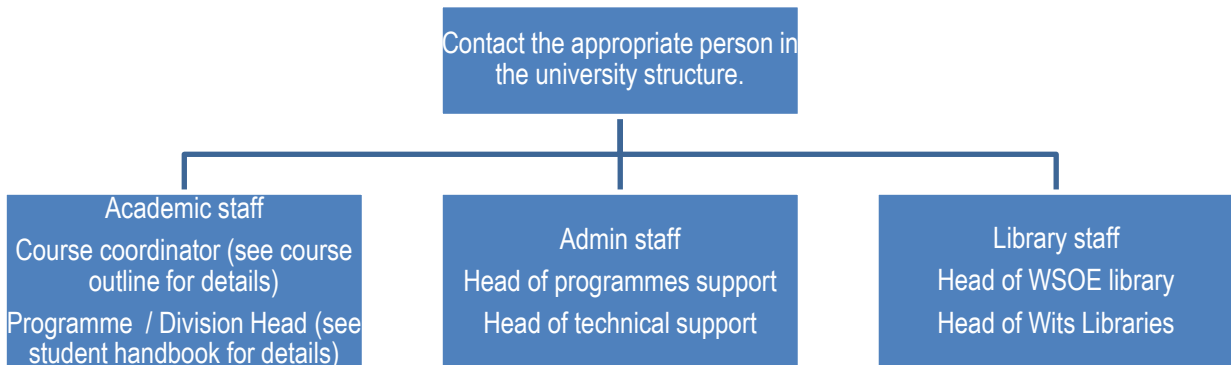 Contact the appropriate person in
the university structure.
Academic staff
Course coordinator (see course
outline for details)
Programme / Division Head (see
student handbook for details)
Admin staff
Head of programmes support
Head of technical support
Library staff
Head of WSOE library
Head of Wits Libraries